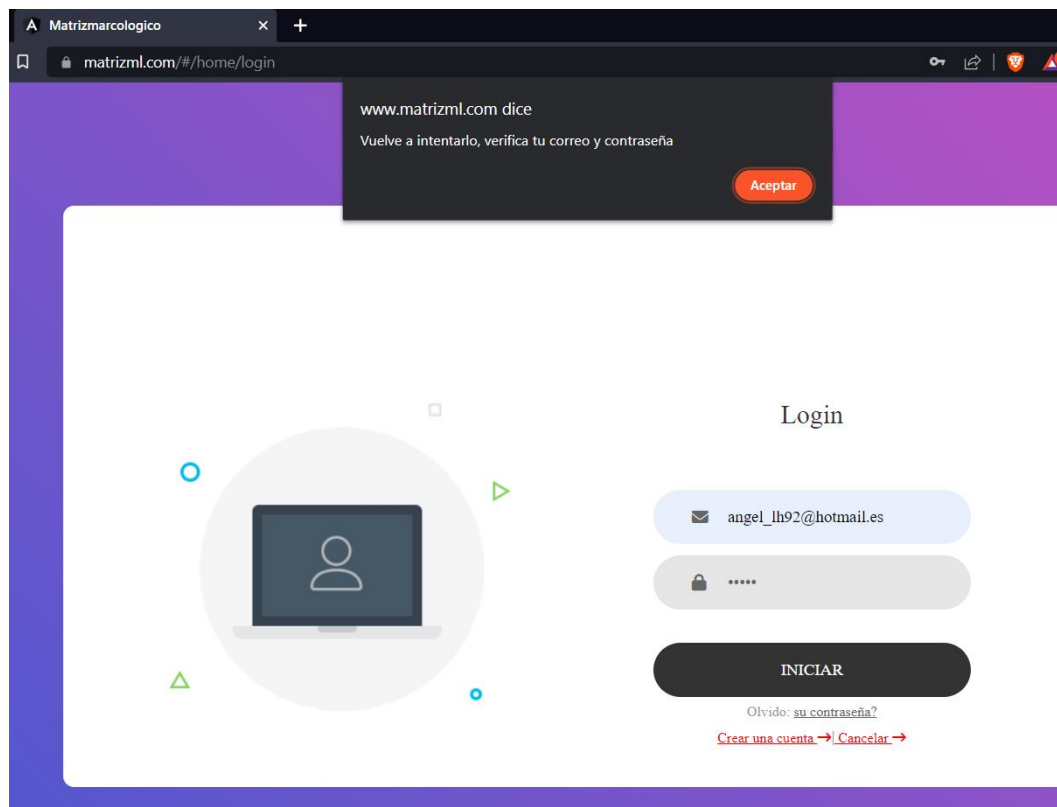 Matrizmarcologico
matrizml.com/#/home/login
www.matrizml.com dice
Vuelve a intentarlo, verifica tu correo y contraseña
Aceptar
Login
angel_lh92@hotmail.es
•••••
INICIAR
Olvido: su contraseña?
Crear una cuenta →| Cancelar →